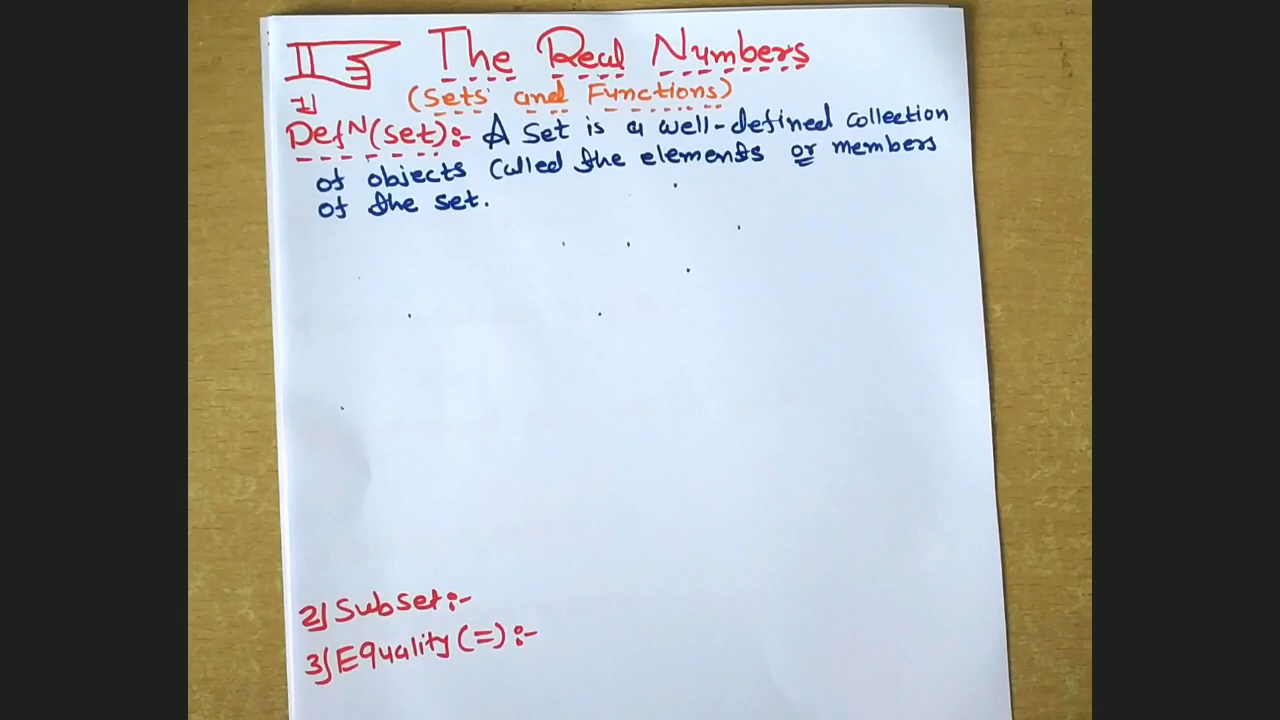 The Real Numbers
(Sets and Functions)
1)
Defᴺ(set):- A set is a well-defined collection
of objects called the elements or members
of the set.
2) Subset:-
3) Equality (=) :-